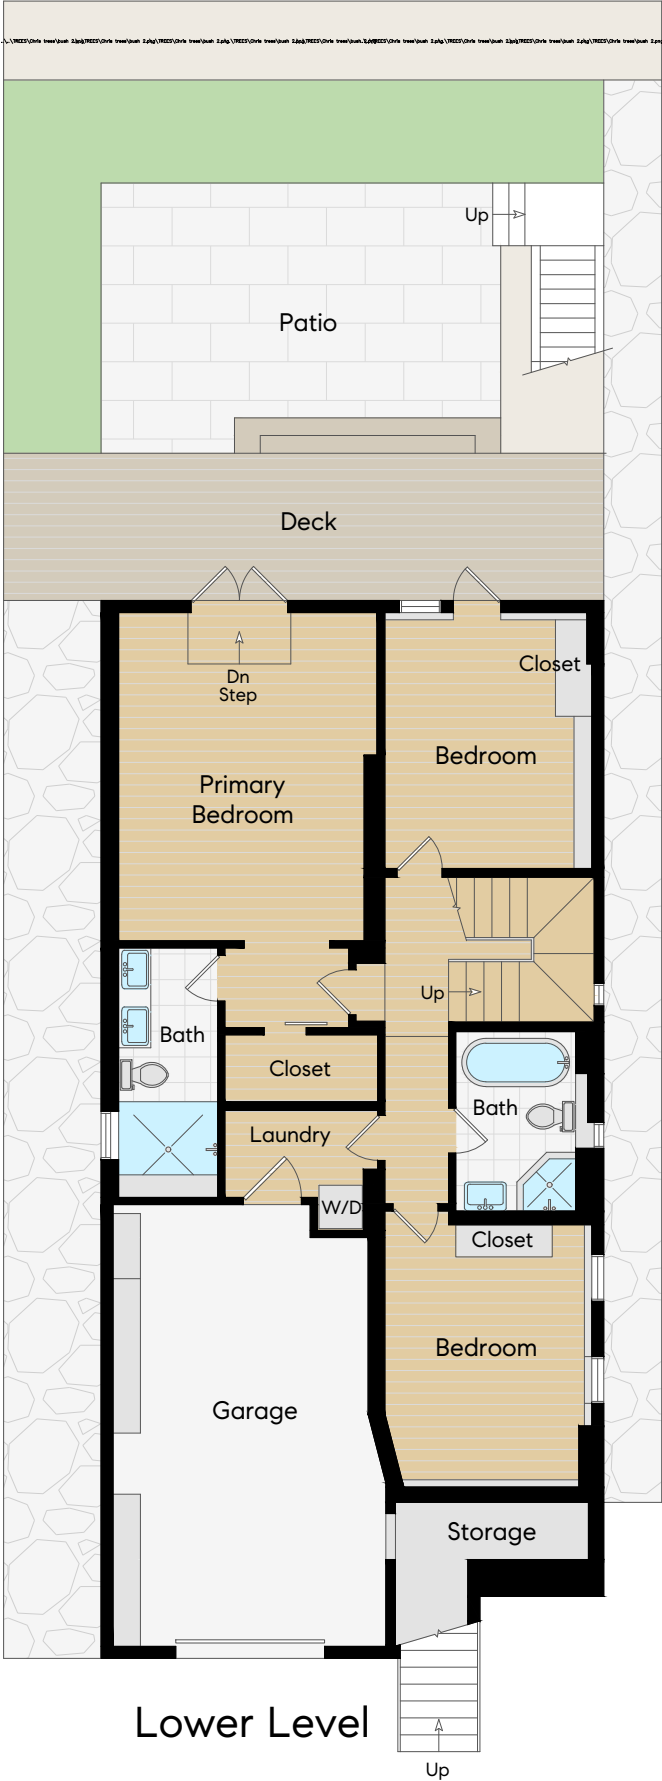 Up
Patio
Deck
Dn
Step
Closet
Bedroom
Primary
Bedroom
Up
Bath
Closet
Bath
Laundry
W/D
Closet
Bedroom
Garage
Storage
Lower Level
Up